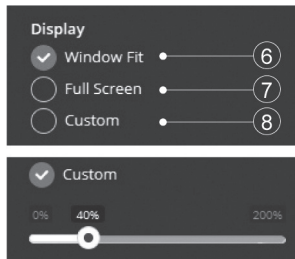 Display
Window Fit 6
Full Screen 7
Custom 8
Custom
0% 40% 200%